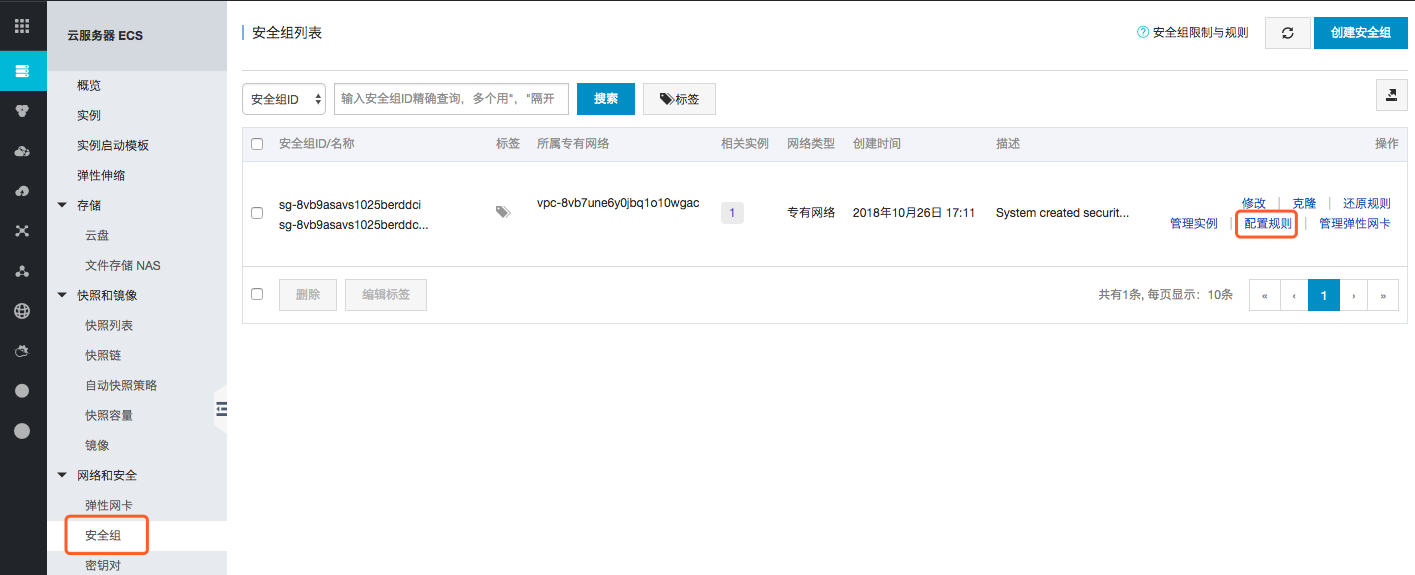 云服务器 ECS
概览
实例
实例启动模板
弹性伸缩
存储
云盘
文件存储 NAS
快照和镜像
快照列表
快照链
自动快照策略
快照容量
镜像
网络和安全
弹性网卡
安全组
密钥对
安全组列表
安全组限制与规则
创建安全组
安全组ID 输入安全组ID精确查询，多个用","隔开 搜索 标签
安全组ID/名称 标签 所属专有网络 相关实例 网络类型 创建时间 描述 操作
sg-8vb9asavs1025berddci
sg-8vb9asavs1025berddc...
vpc-8vb7une6y0jbq1o10wgac
1
专有网络
2018年10月26日 17:11
System created securit...
修改 | 克隆 | 还原规则
管理实例 | 配置规则 | 管理弹性网卡
删除 编辑标签 共有1条, 每页显示：10条 « ‹ 1 › »